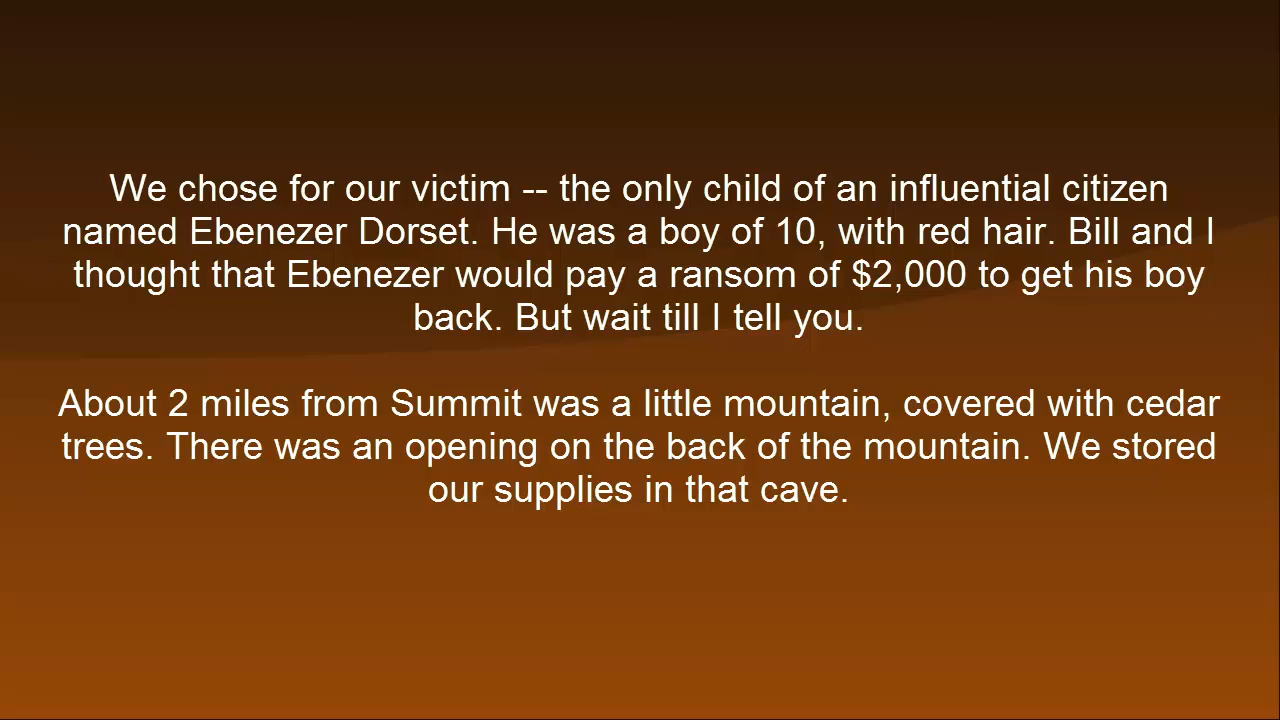 We chose for our victim -- the only child of an influential citizen
named Ebenezer Dorset. He was a boy of 10, with red hair. Bill and I
thought that Ebenezer would pay a ransom of $2,000 to get his boy
back. But wait till I tell you.
About 2 miles from Summit was a little mountain, covered with cedar
trees. There was an opening on the back of the mountain. We stored
our supplies in that cave.